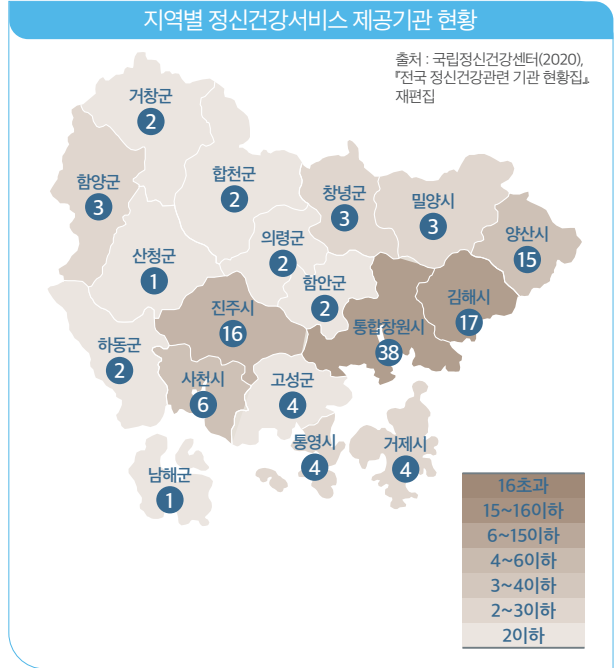 지역별 정신건강서비스 제공기관 현황
출처 : 국립정신건강센터(2020),
『전국 정신건강관련 기관 현황집』,
재편집
거창군
2
함양군
3
합천군
2
창녕군
3
밀양시
3
양산시
15
산청군
1
의령군
2
함안군
2
김해시
17
진주시
16
통합창원시
38
하동군
2
사천시
6
고성군
4
통영시
4
거제시
4
남해군
1
16초과
15~16이하
6~15이하
4~6이하
3~4이하
2~3이하
2이하